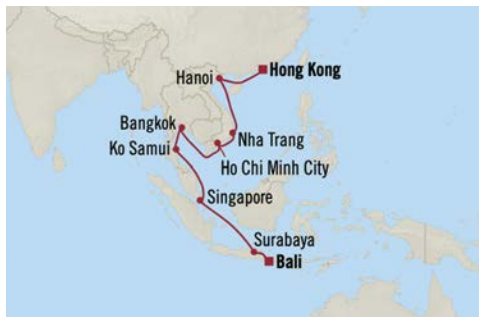 Hong Kong
Hanoi
Bangkok
Nha Trang
Ko Samui
Ho Chi Minh City
Singapore
Surabaya
Bali